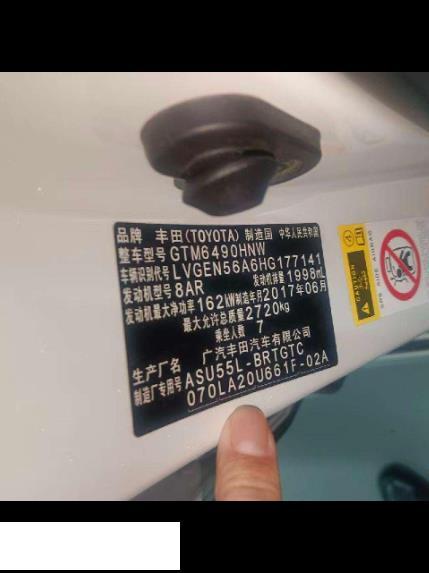 品牌 丰田(TOYOTA) 制造国 中华人民共和国
整车型号 GTM6490HNW
车辆识别代号 LVGEN56A6HG177141
发动机型号 8AR 发动机排量 1998mL
发动机最大净功率 162kW 制造年月 2017年06月
最大允许总质量 2720kg
乘坐人数 7
生产厂名 广汽丰田汽车有限公司
制造厂专用号 ASU55L-BRTGTC
070LA20U661F-02A
SRS AIR BAG